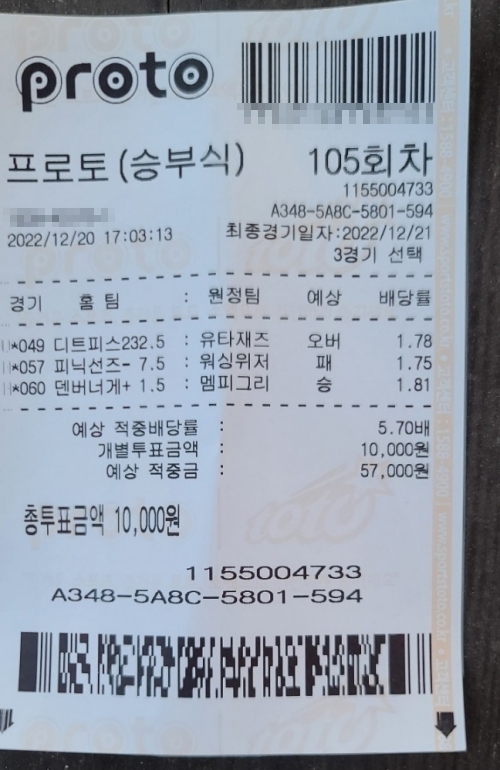 proto
프로토(승부식) 105회차
1155004733
A348-5A8C-5801-594
2022/12/20 17:03:13 최종경기일자:2022/12/21
3경기 선택
경기 홈팀 : 원정팀 예상 배당률
*049 디트피스232.5 : 유타재즈 오버 1.78
*057 피닉선즈- 7.5 : 워싱위저 패 1.75
*060 덴버너게+ 1.5 : 멤피그리 승 1.81
예상 적중배당률 : 5.70배
개별투표금액 : 10,000원
예상 적중금 : 57,000원
총투표금액 10,000원
1155004733
A348-5A8C-5801-594